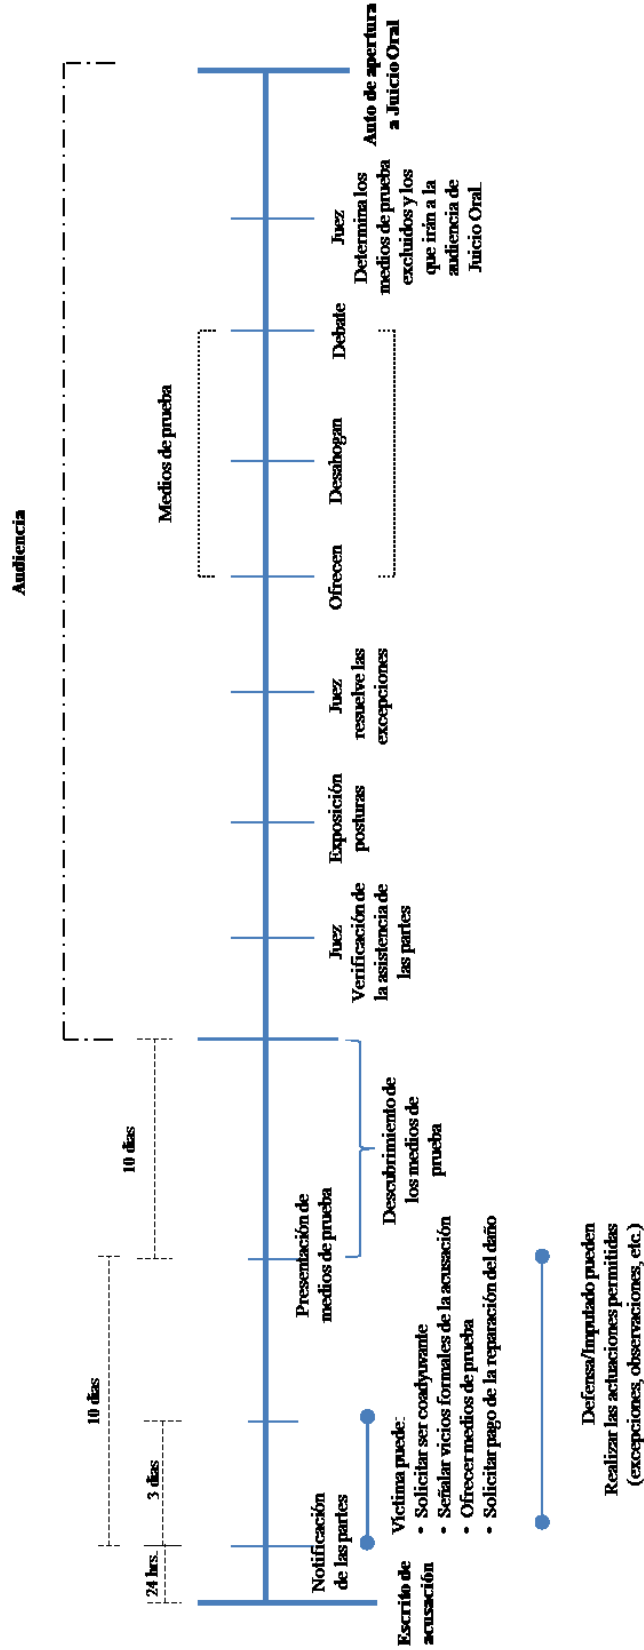 Audiencia
10 días
10 días
3 días
24 hrs.
Medios de prueba
Escrito de
acusación
Notificación
de las partes
Víctima puede:
• Solicitar ser coadyuvante
• Señalar vicios formales de la acusación
• Ofrecer medios de prueba
• Solicitar pago de la reparación del daño
Defensa/Imputado pueden
Realizar las actuaciones permitidas
(excepciones, observaciones, etc.)
Presentación de
medios de prueba
Descubrimiento de
los medios de
prueba
Juez
Verificación de
la asistencia de
las partes
Exposición
posturas
Juez
resuelve las
excepciones
Ofrecen
Desahogan
Debate
Juez
Determina los
medios de prueba
excluidos y los
que irán a la
audiencia de
Juicio Oral.
Auto de apertura
a Juicio Oral